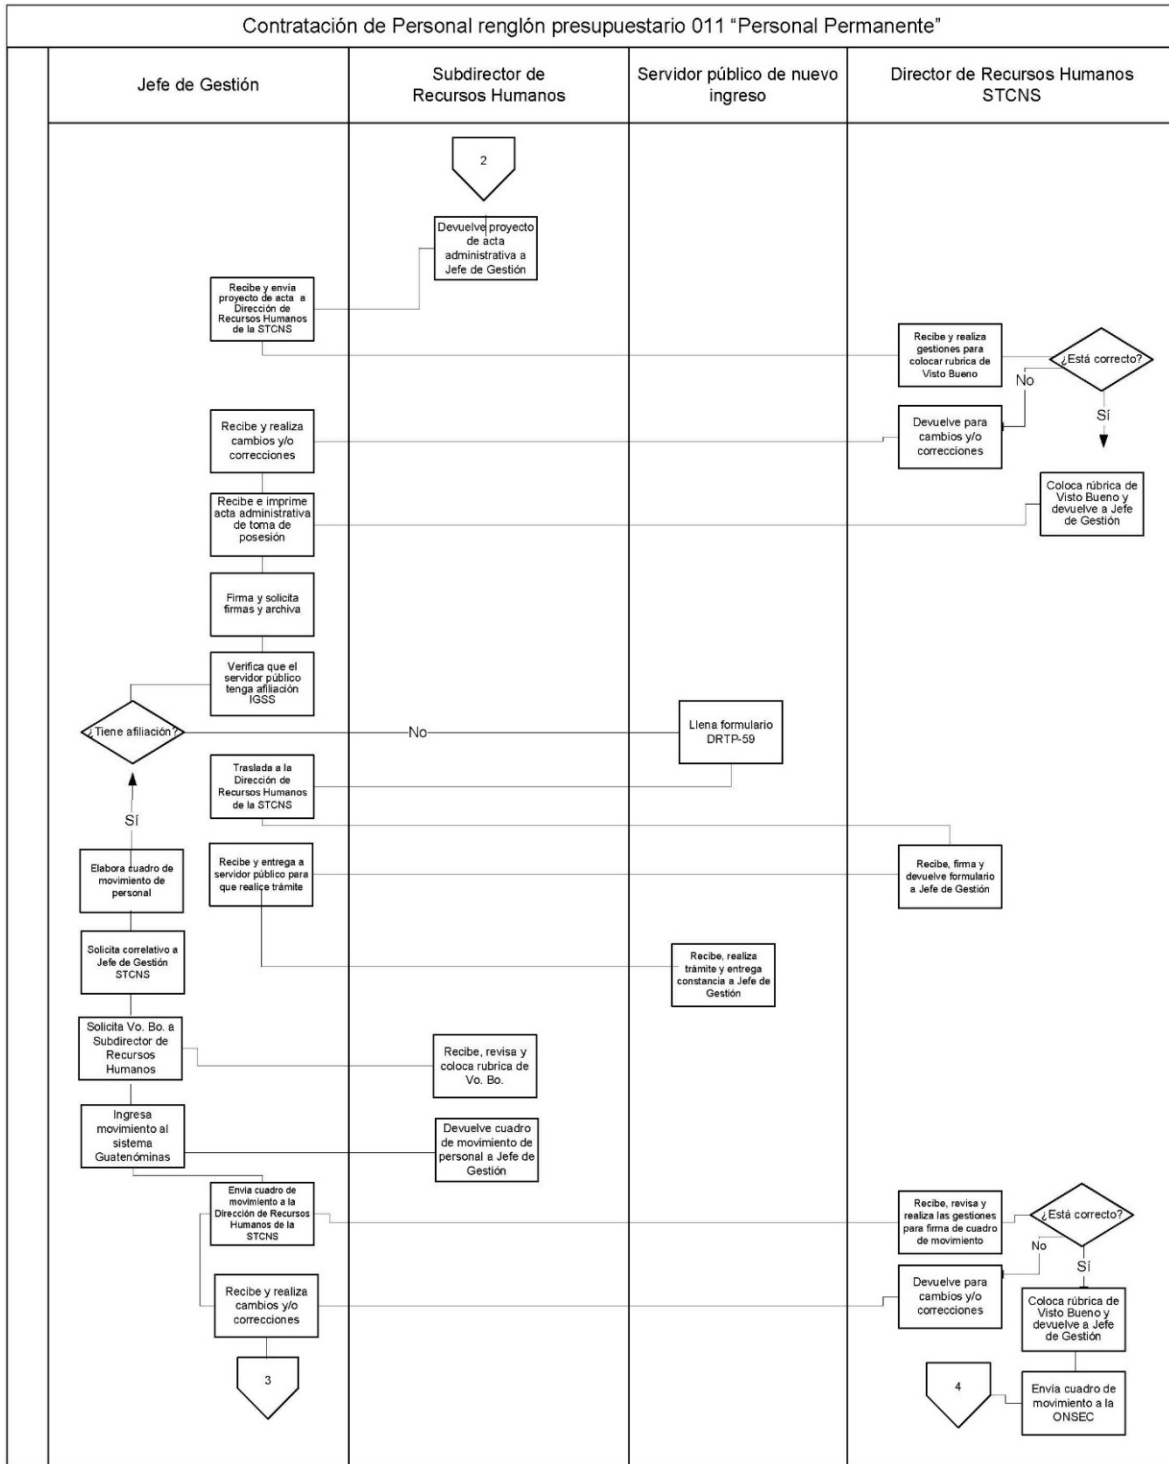 Contratación de Personal renglón presupuestario 011 “Personal Permanente”
Jefe de Gestión
Subdirector de
Recursos Humanos
Servidor público de nuevo
ingreso
Director de Recursos Humanos
STCNS
2
Devuelve proyecto
de acta
administrativa a
Jefe de Gestión
Recibe y envía
proyecto de acta a
Dirección de
Recursos Humanos
de la STCNS
Recibe y realiza
gestiones para
colocar rubrica de
Visto Bueno
¿Está correcto?
No
Sí
Recibe y realiza
cambios y/o
correcciones
Devuelve para
cambios y/o
correcciones
Coloca rúbrica de
Visto Bueno y
devuelve a Jefe
de Gestión
Recibe e imprime
acta administrativa
de toma de
posesión
Firma y solicita
firmas y archiva
Verifica que el
servidor público
tenga afiliación
IGSS
¿Tiene afiliación?
No
Llena formulario
DRTP-59
Traslada a la
Dirección de
Recursos Humanos
de la STCNS
Sí
Elabora cuadro de
movimiento de
personal
Recibe y entrega a
servidor público para
que realice trámite
Recibe, firma y
devuelve formulario
a Jefe de Gestión
Solicita correlativo a
Jefe de Gestión
STCNS
Recibe, realiza
trámite y entrega
constancia a Jefe de
Gestión
Solicita Vo. Bo. a
Subdirector de
Recursos
Humanos
Recibe, revisa y
coloca rubrica de
Vo. Bo.
Ingresa
movimiento al
sistema
Guatenóminas
Devuelve cuadro
de movimiento de
personal a Jefe de
Gestión
Envía cuadro de
movimiento a la
Dirección de Recursos
Humanos de la
STCNS
Recibe, revisa y
realiza las gestiones
para firma de cuadro
de movimiento
¿Está correcto?
No
Sí
Recibe y realiza
cambios y/o
correcciones
Devuelve para
cambios y/o
correcciones
Coloca rúbrica de
Visto Bueno y
devuelve a Jefe
de Gestión
3
4
Envía cuadro de
movimiento a la
ONSEC